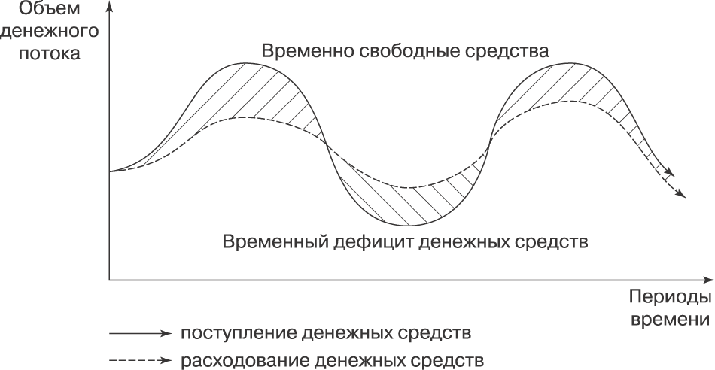 Объем
денежного
потока
Временно свободные средства
Временный дефицит денежных средств
Периоды
времени
поступление денежных средств
расходование денежных средств